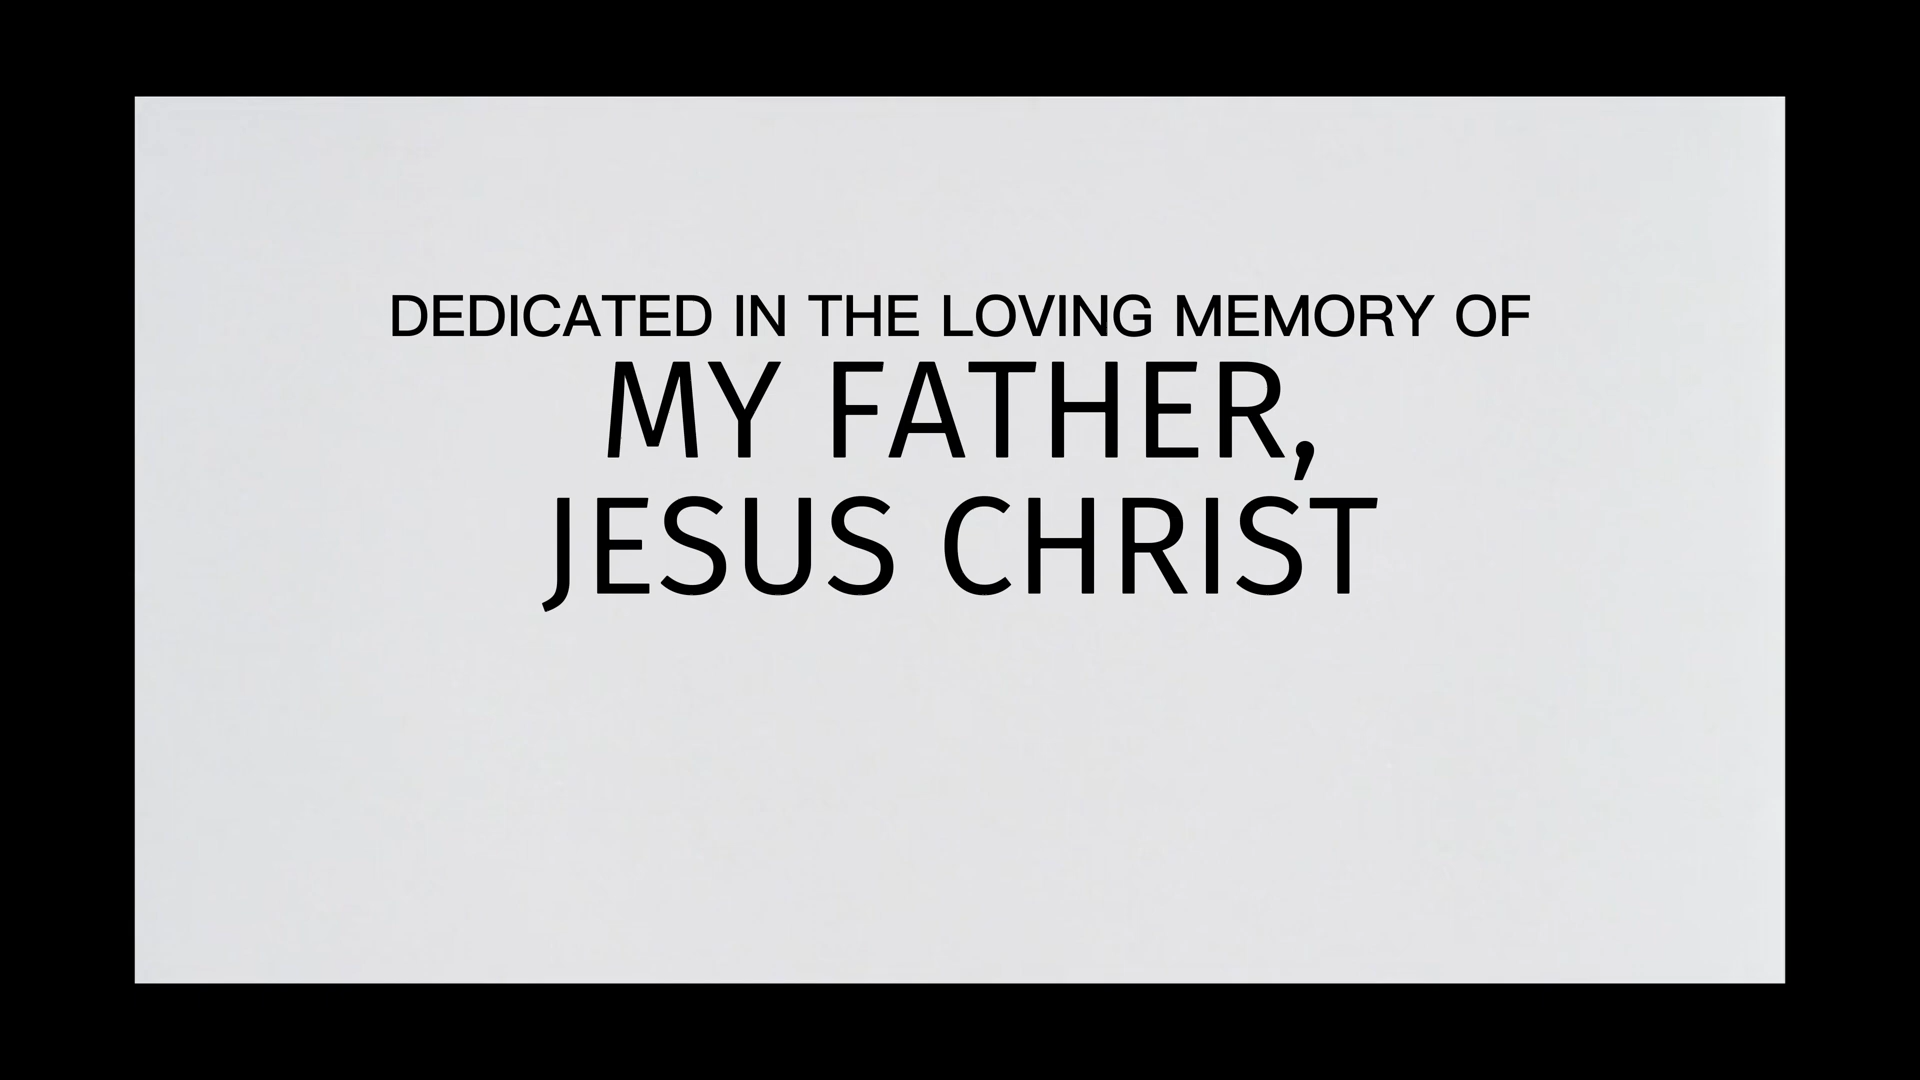 DEDICATED IN THE LOVING MEMORY OF
MY FATHER,
JESUS CHRIST